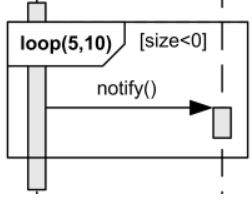 loop(5,10) [size<0]
notify()